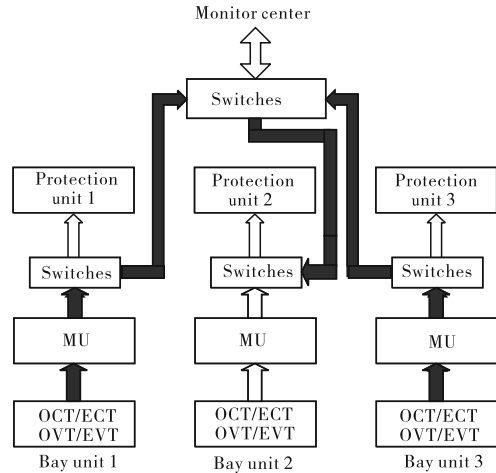 Monitor center
Switches
Protection
unit 1
Protection
unit 2
Protection
unit 3
Switches
Switches
Switches
MU
MU
MU
OCT/ECT
OVT/EVT
OCT/ECT
OVT/EVT
OCT/ECT
OVT/EVT
Bay unit 1
Bay unit 2
Bay unit 3